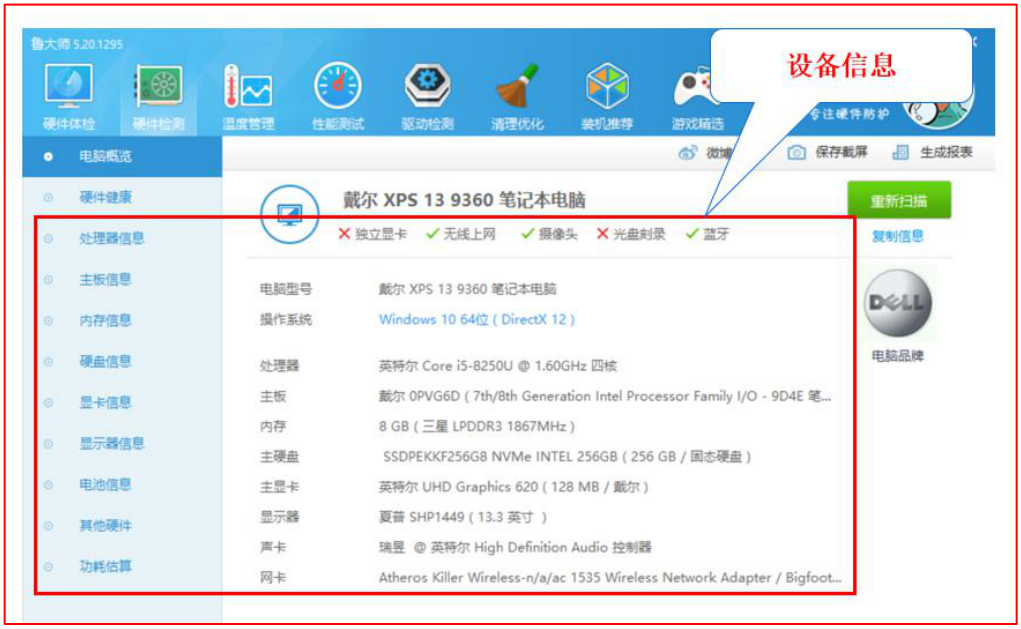 鲁大师 5.20.1295
设备信息
硬件体检 硬件检测 温度管理 性能测试 驱动检测 清理优化 装机推荐 游戏精选
专注硬件防护
电脑概览
微博 保存截屏 生成报表
硬件健康
戴尔 XPS 13 9360 笔记本电脑
重新扫描
处理器信息
独立显卡 无线上网 摄像头 光盘刻录 蓝牙
复制信息
主板信息
电脑型号 戴尔 XPS 13 9360 笔记本电脑
DELL
内存信息
操作系统 Windows 10 64位 ( DirectX 12 )
电脑品牌
硬盘信息
处理器 英特尔 Core i5-8250U @ 1.60GHz 四核
显卡信息
主板 戴尔 0PVG6D ( 7th/8th Generation Intel Processor Family I/O - 9D4E 笔...
内存 8 GB ( 三星 LPDDR3 1867MHz )
显示器信息
主硬盘 SSDPEKKF256G8 NVMe INTEL 256GB ( 256 GB / 固态硬盘 )
电池信息
主显卡 英特尔 UHD Graphics 620 ( 128 MB / 戴尔 )
其他硬件
显示器 夏普 SHP1449 ( 13.3 英寸 )
声卡 瑞昱 @ 英特尔 High Definition Audio 控制器
功耗估算
网卡 Atheros Killer Wireless-n/a/ac 1535 Wireless Network Adapter / Bigfoot...